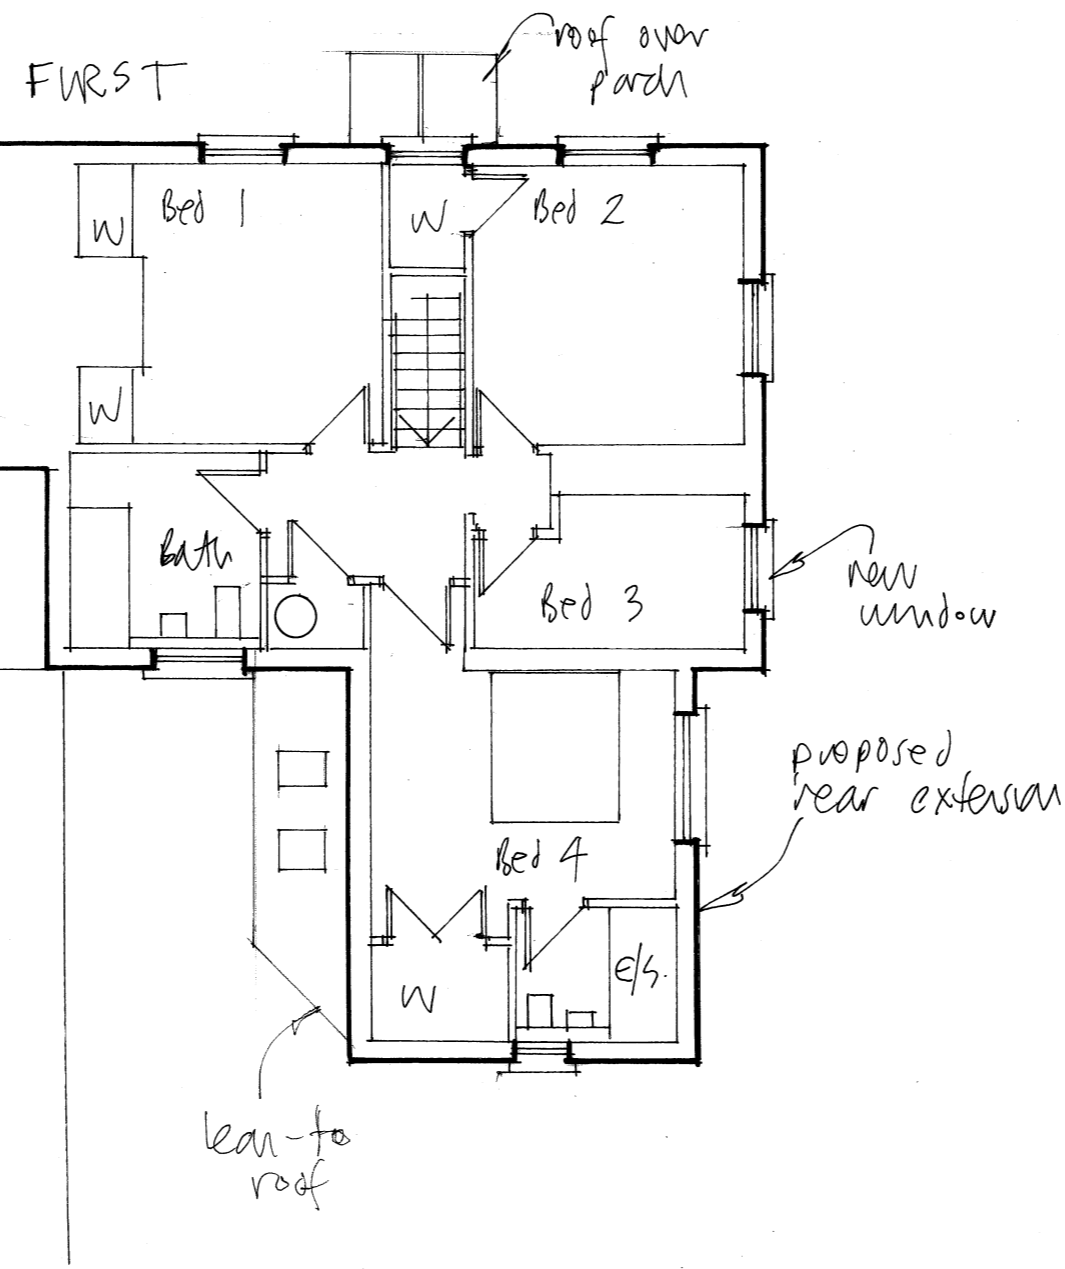 FIRST
roof over
porch
Bed 1
W
Bed 2
W
W
Bath
Bed 3
new
window
proposed
rear extension
Bed 4
W
E/S.
lean-to
roof